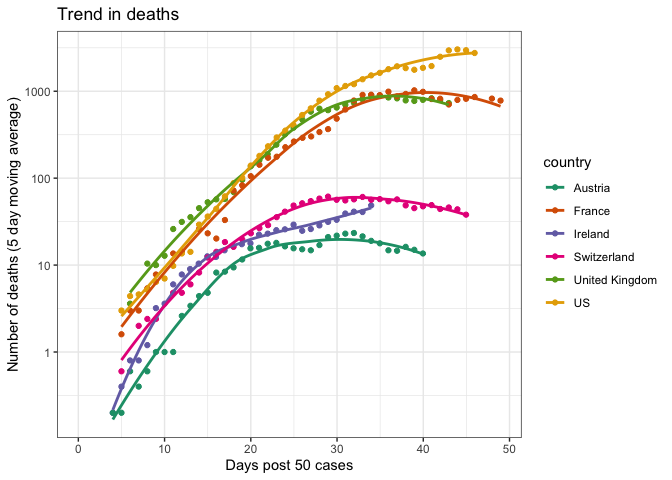 Trend in deaths
Number of deaths (5 day moving average)
1000
100
10
1
0 10 20 30 40 50
Days post 50 cases
country
Austria
France
Ireland
Switzerland
United Kingdom
US